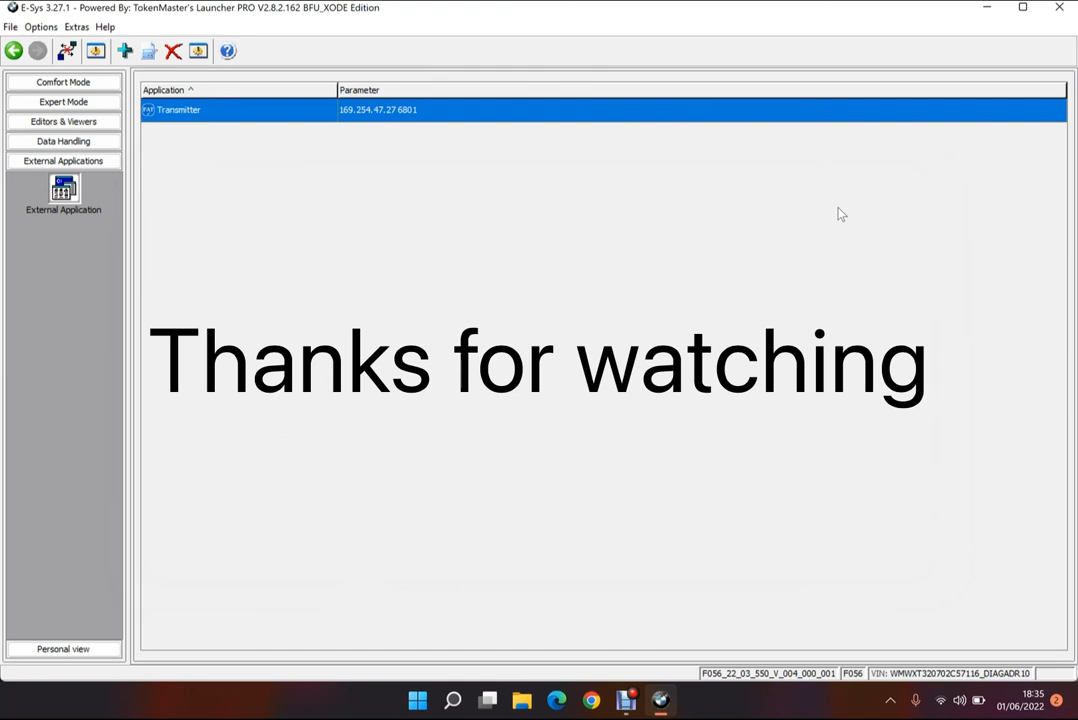 E-Sys 3.27.1 - Powered By: TokenMaster's Launcher PRO V2.8.2.162 BFU_XODE Edition
File Options Extras Help
Comfort Mode
Expert Mode
Editors & Viewers
Data Handling
External Applications
External Application
Personal view
Application Parameter
Transmitter 169.254.47.27 6801
Thanks for watching
F056_22_03_550_V_004_000_001 F056 VIN: WMWXT320702C57116_DIAGADR10
18:35
01/06/2022
2